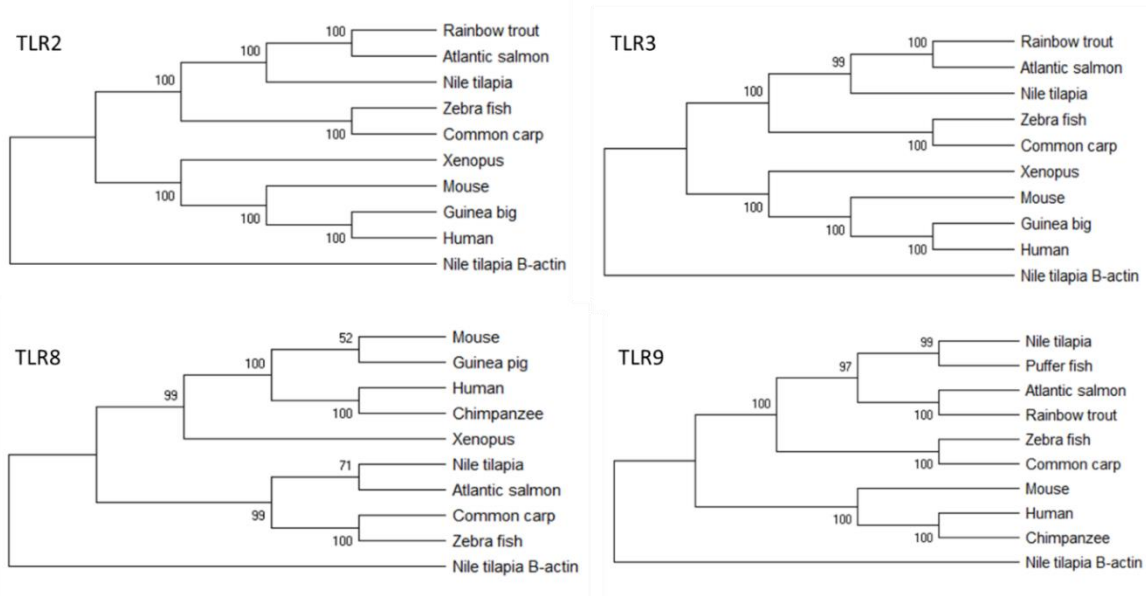 TLR2
100
Rainbow trout
100
Atlantic salmon
100
Nile tilapia
Zebra fish
100
Common carp
Xenopus
100
Mouse
100
Guinea big
100
Human
Nile tilapia B-actin
TLR3
100
Rainbow trout
99
Atlantic salmon
100
Nile tilapia
Zebra fish
100
Common carp
Xenopus
100
Mouse
100
Guinea big
100
Human
Nile tilapia B-actin
TLR8
52
Mouse
100
Guinea pig
99
Human
100
Chimpanzee
Xenopus
71
Nile tilapia
Atlantic salmon
99
Common carp
100
Zebra fish
Nile tilapia B-actin
TLR9
99
Nile tilapia
97
Puffer fish
100
Atlantic salmon
100
Rainbow trout
Zebra fish
100
Common carp
Mouse
100
Human
100
Chimpanzee
Nile tilapia B-actin